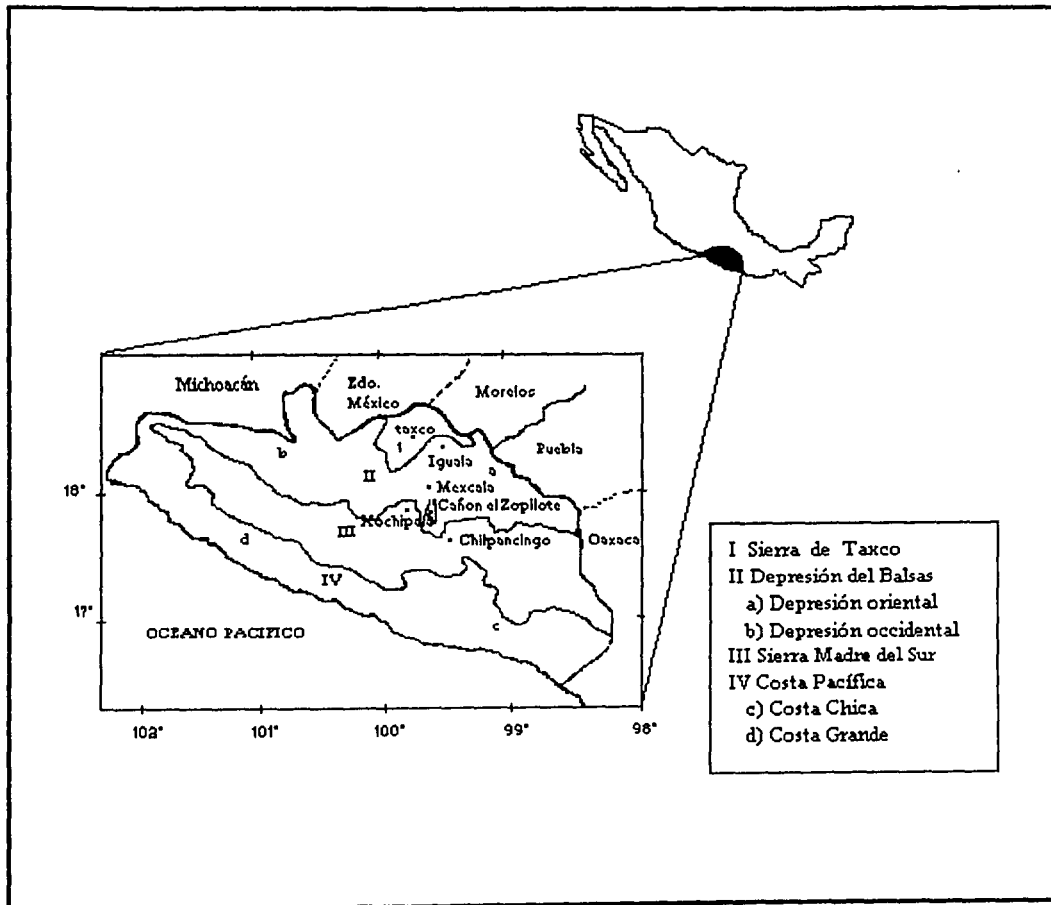 Michoacán
Edo.
México
Morelos
Puebla
Oaxaca
taxco
I
Iguala
a
b
II
Mexcala
Cañon el Zopilote
Xochipala
III
Chilpancingo
d
IV
c
OCEANO PACIFICO
18°
17°
102°
101°
100°
99°
98°
I Sierra de Taxco
II Depresión del Balsas
a) Depresión oriental
b) Depresión occidental
III Sierra Madre del Sur
IV Costa Pacífica
c) Costa Chica
d) Costa Grande